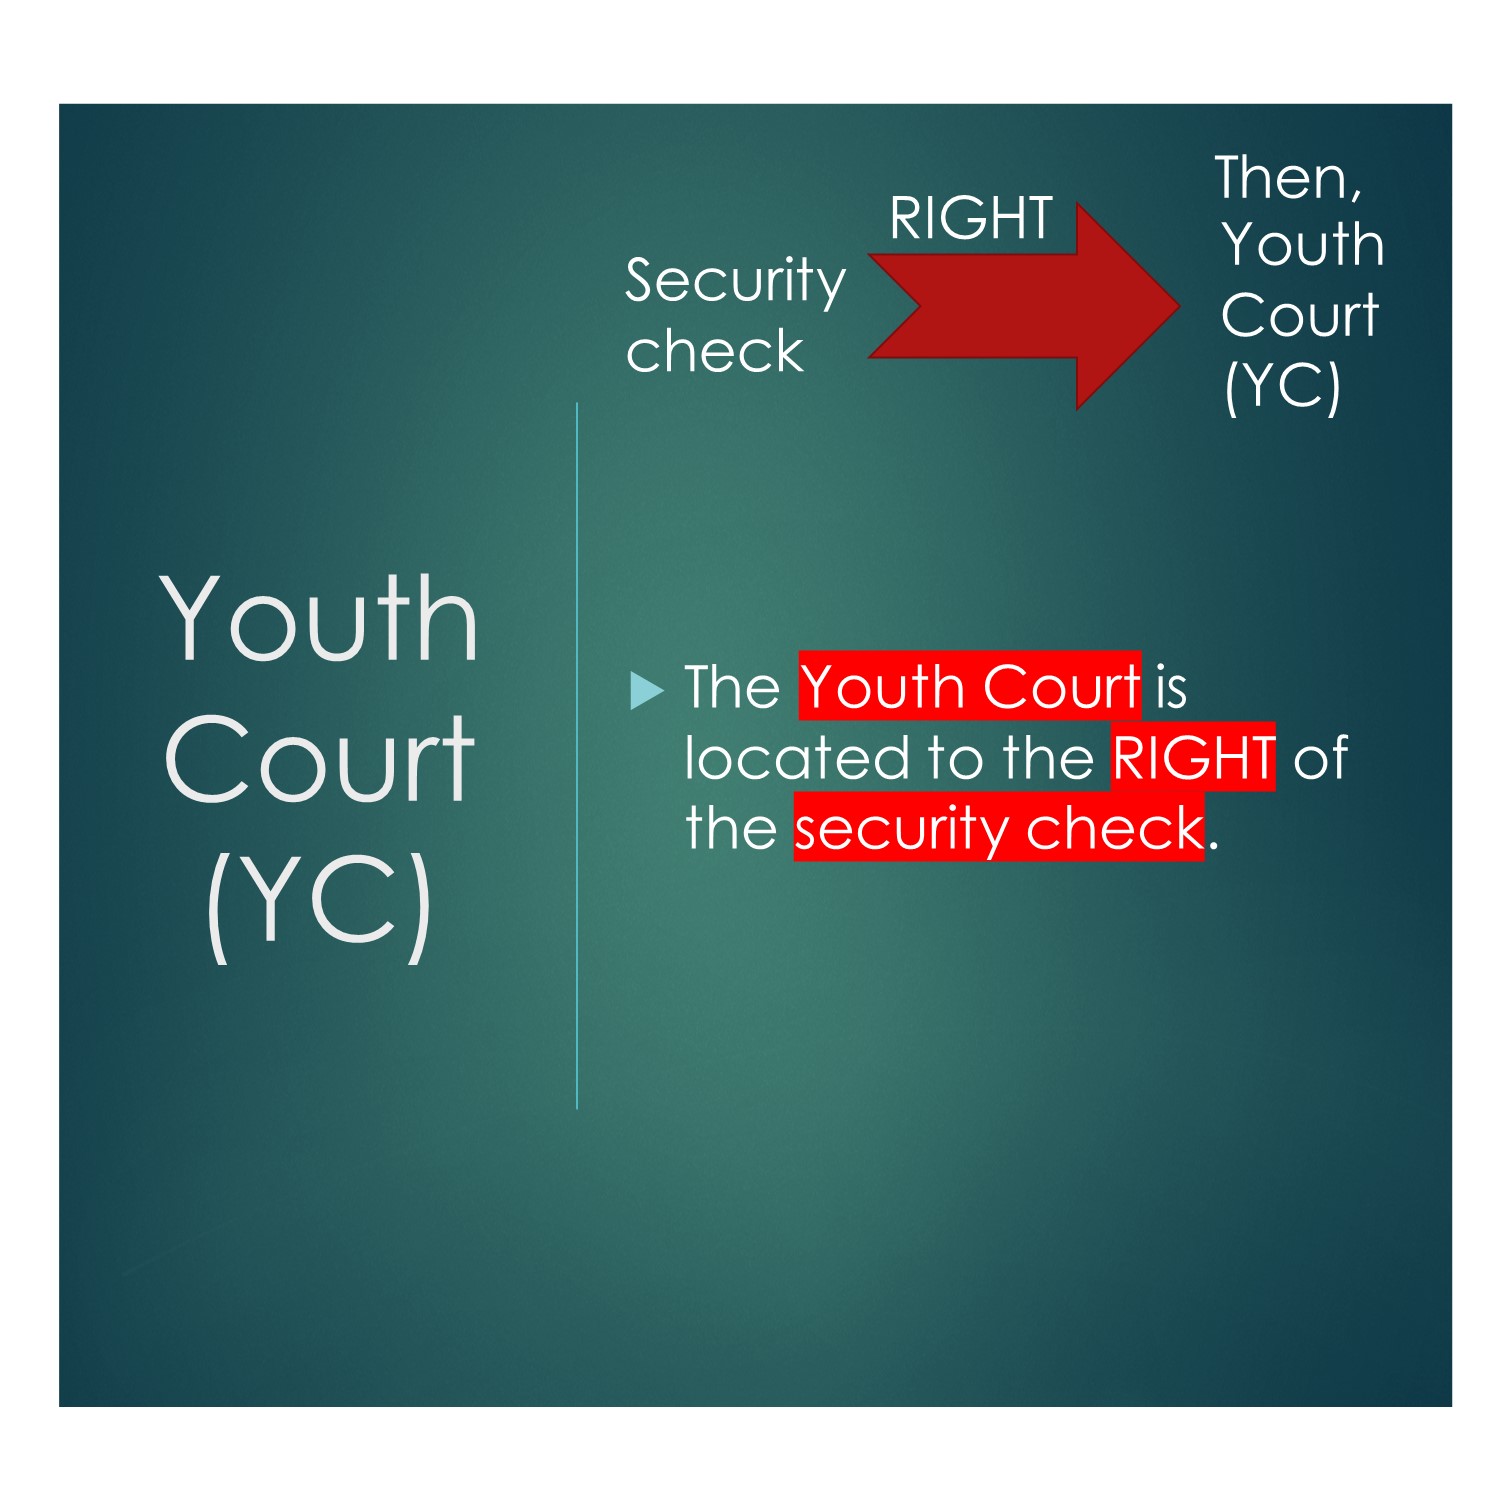 Youth
Court
(YC)
Security
check
RIGHT
Then,
Youth
Court
(YC)
The Youth Court is
located to the RIGHT of
the security check.